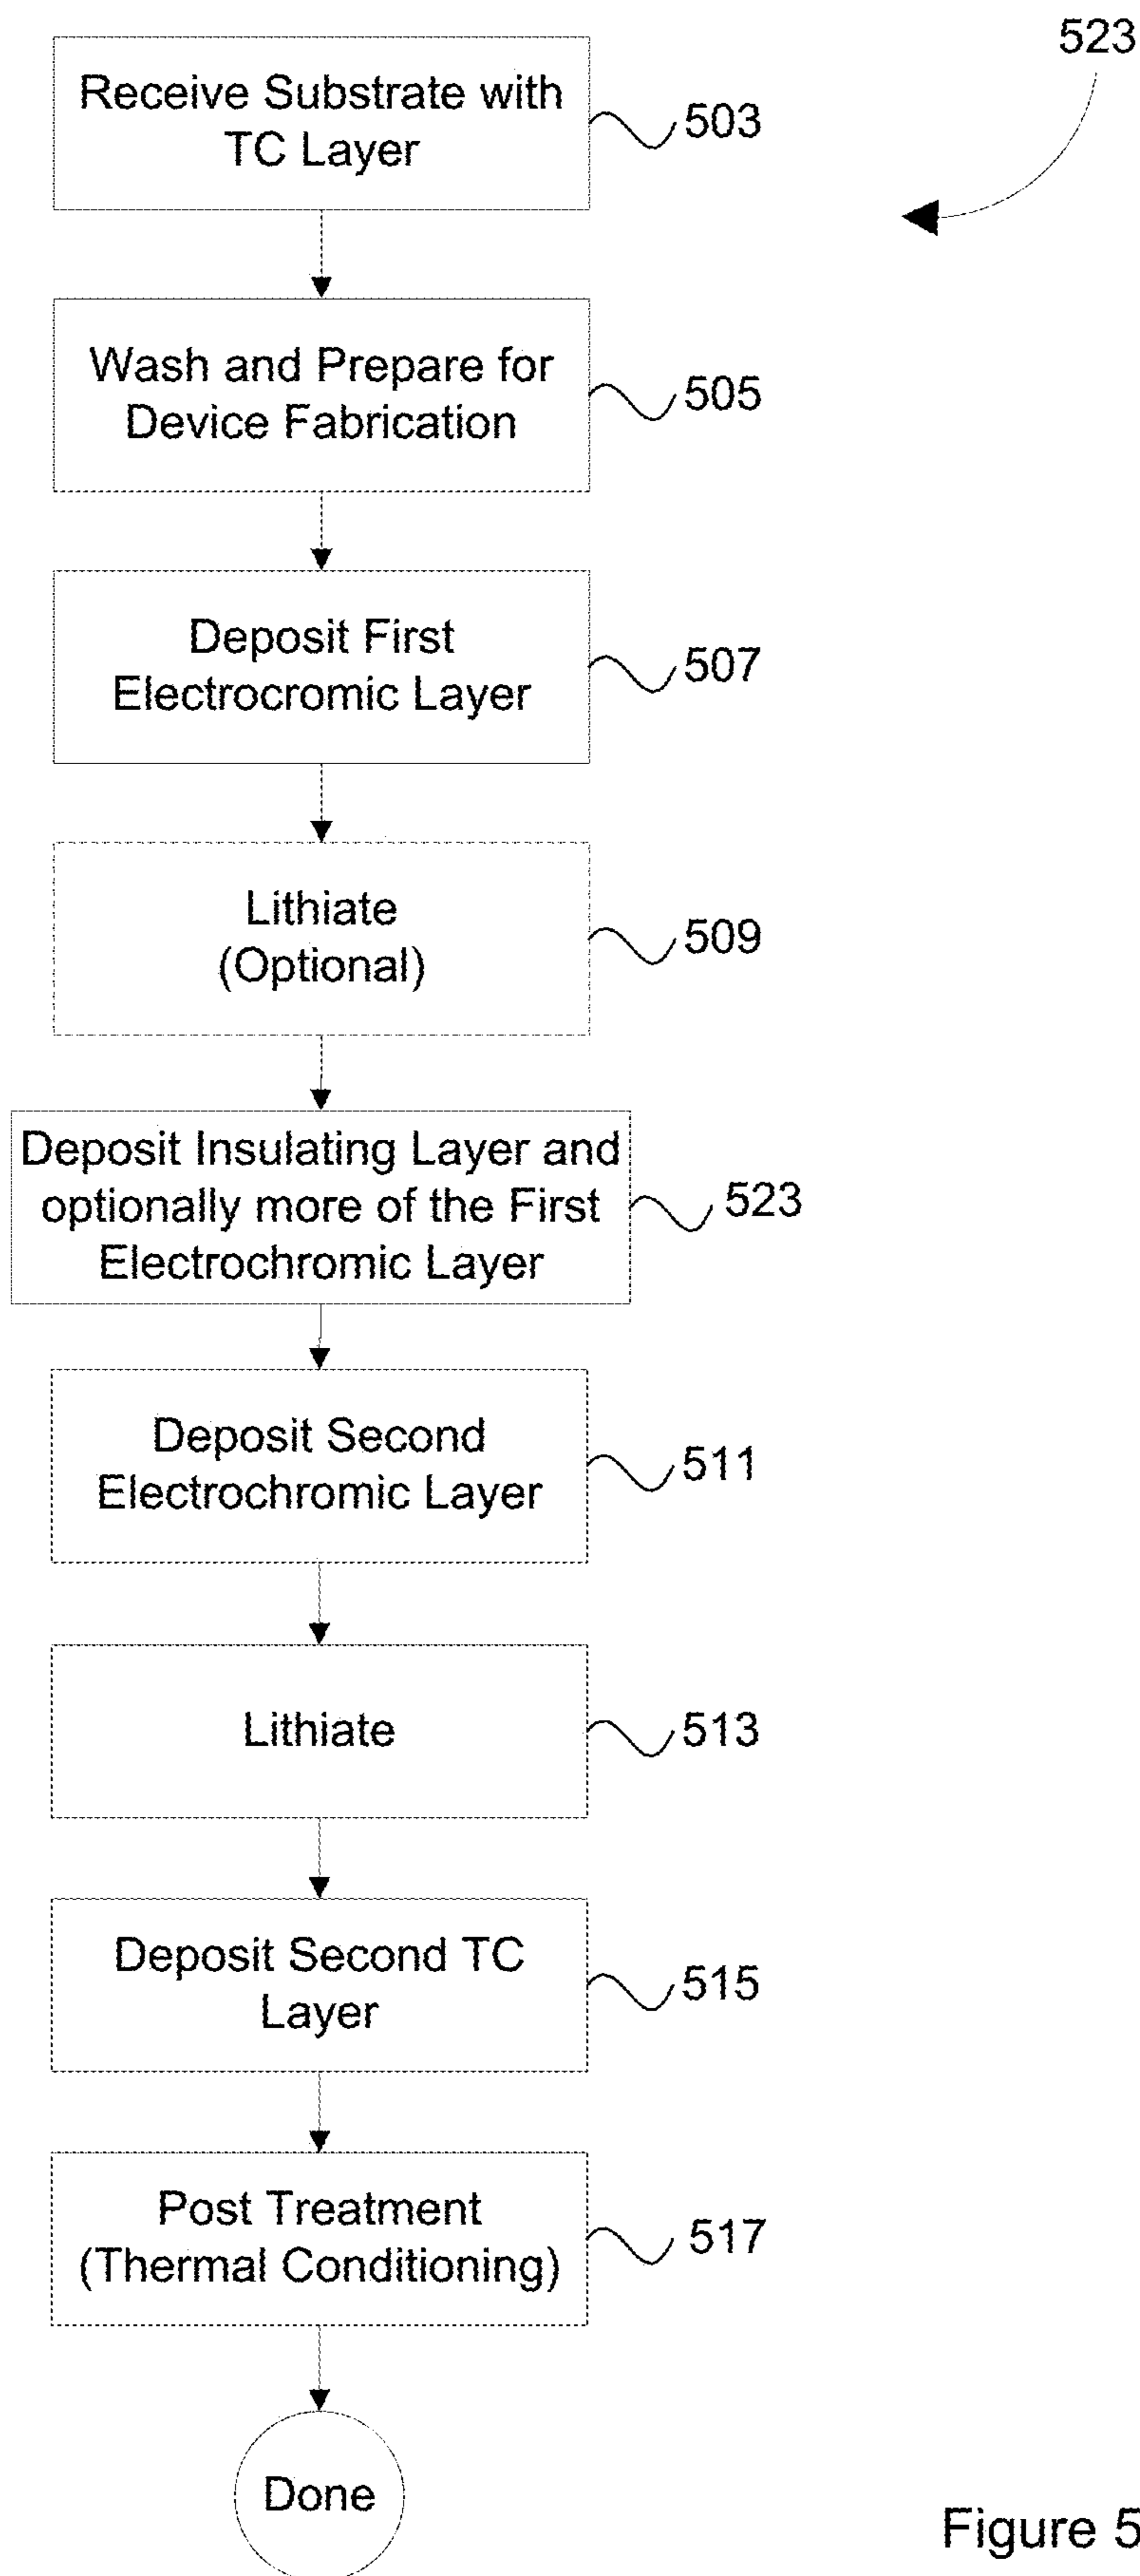 523
Receive Substrate with
TC Layer
503
Wash and Prepare for
Device Fabrication
505
Deposit First
Electrocromic Layer
507
Lithiate
(Optional)
509
Deposit Insulating Layer and
optionally more of the First
Electrochromic Layer
523
Deposit Second
Electrochromic Layer
511
Lithiate
513
Deposit Second TC
Layer
515
Post Treatment
(Thermal Conditioning)
517
Done
Figure 5